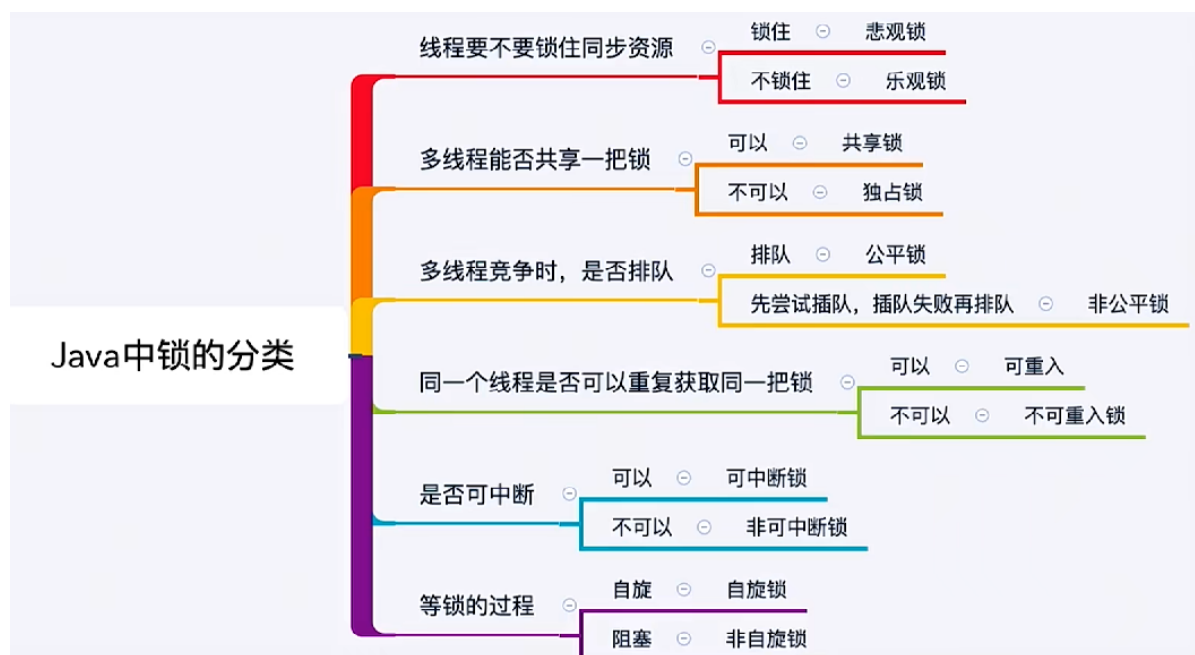 Java中锁的分类
线程要不要锁住同步资源
锁住 悲观锁
不锁住 乐观锁
多线程能否共享一把锁
可以 共享锁
不可以 独占锁
多线程竞争时，是否排队
排队 公平锁
先尝试插队，插队失败再排队 非公平锁
同一个线程是否可以重复获取同一把锁
可以 可重入
不可以 不可重入锁
是否可中断
可以 可中断锁
不可以 非可中断锁
等锁的过程
自旋 自旋锁
阻塞 非自旋锁